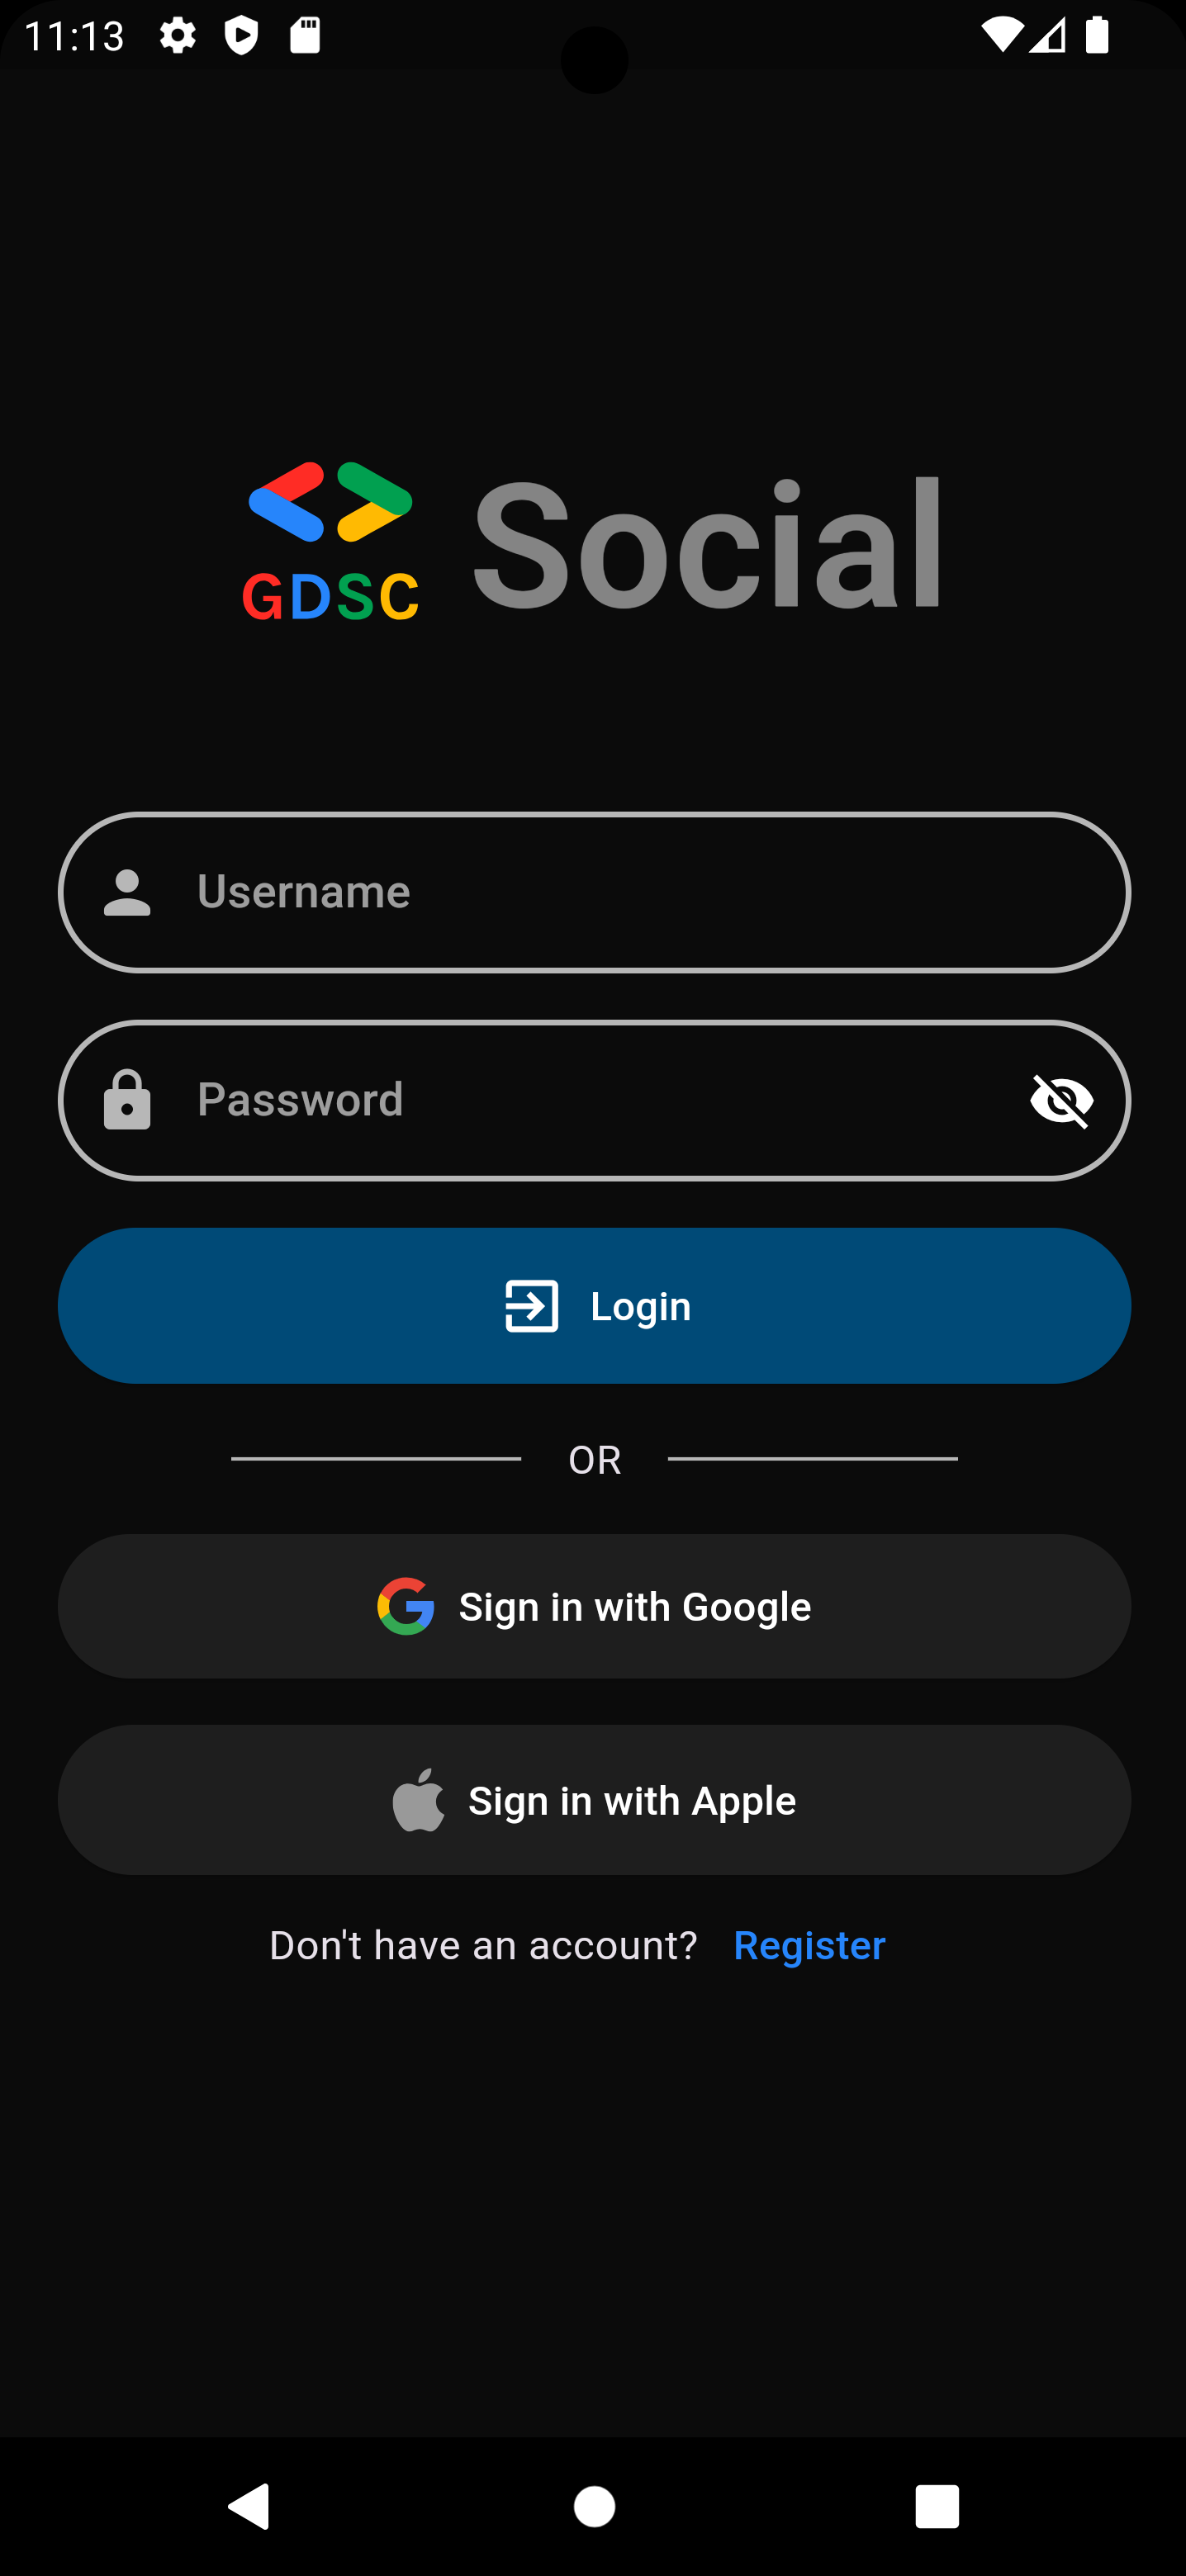 11:13
GDSC Social
Username
Password
Login
OR
Sign in with Google
Sign in with Apple
Don't have an account? Register